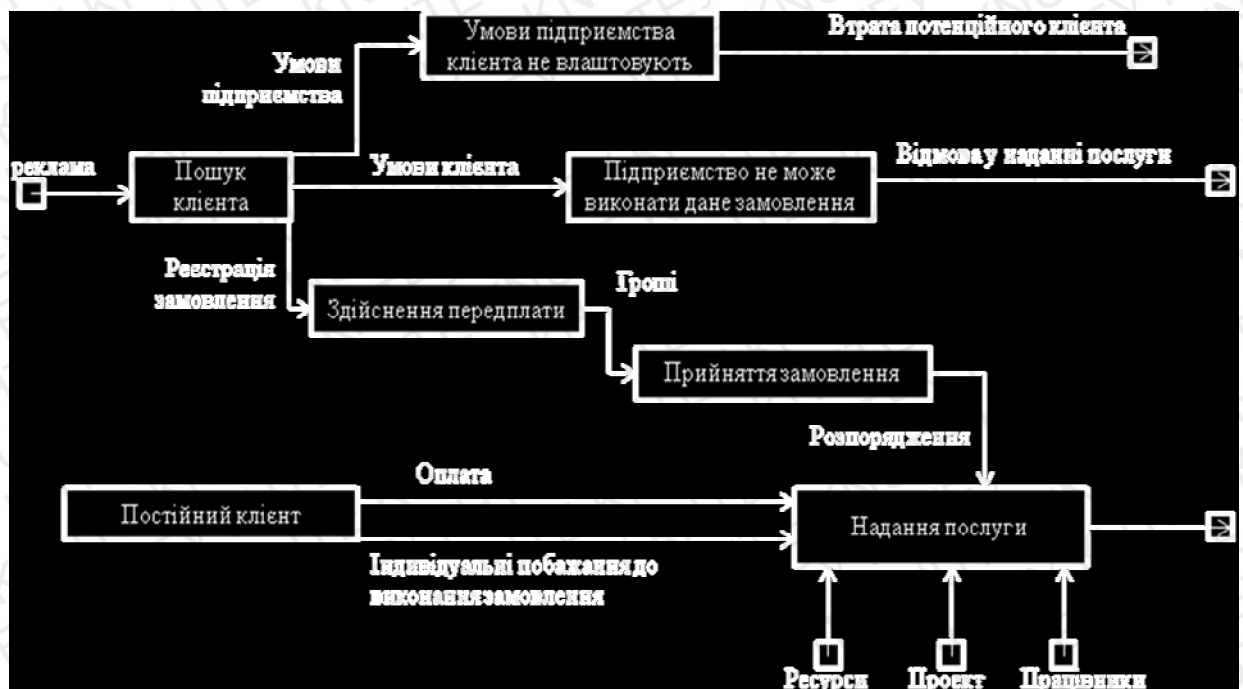 Умови підприємства
клієнта не влаштовують
Втрата потенційного клієнта
Умови
підприємства
реклама
Пошук
клієнта
Умови клієнта
Підприємство не може
виконати дане замовлення
Відмова у наданні послуги
Реєстрація
замовлення
Здійснення передплати
Гроші
Прийняття замовлення
Розпорядження
Постійний клієнт
Оплата
Індивідуальні побажання до
виконання замовлення
Надання послуги
Ресурси
Проект
Працівники